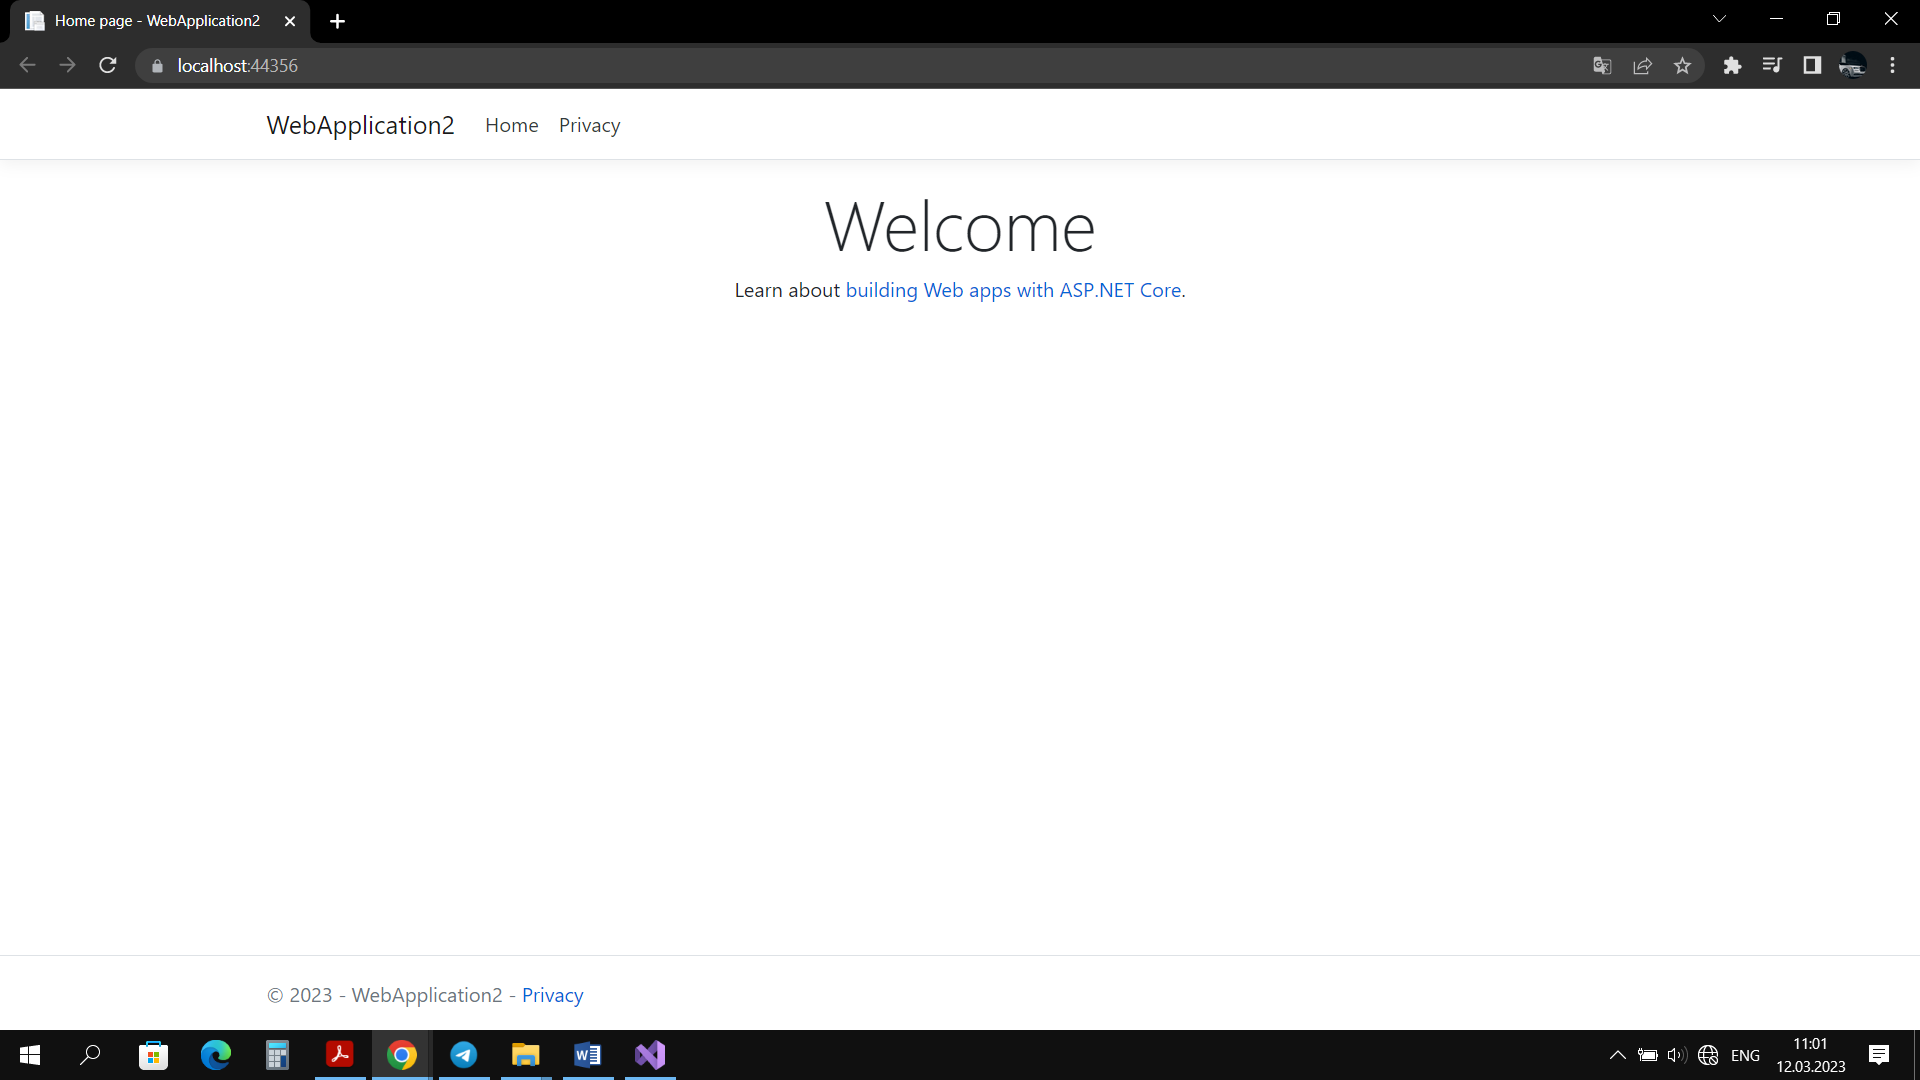 Home page - WebApplication2
localhost:44356
WebApplication2 Home Privacy
Welcome
Learn about building Web apps with ASP.NET Core.
© 2023 - WebApplication2 - Privacy
ENG
11:01
12.03.2023